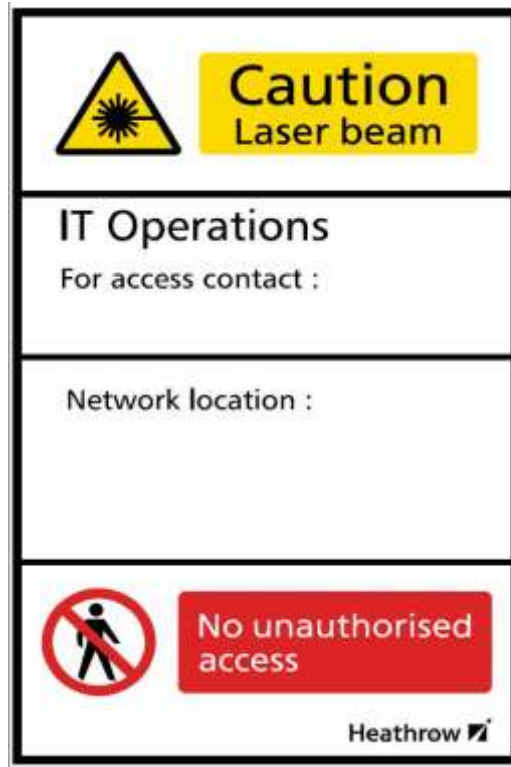 Caution
Laser beam
IT Operations
For access contact :
Network location :
No unauthorised
access
Heathrow